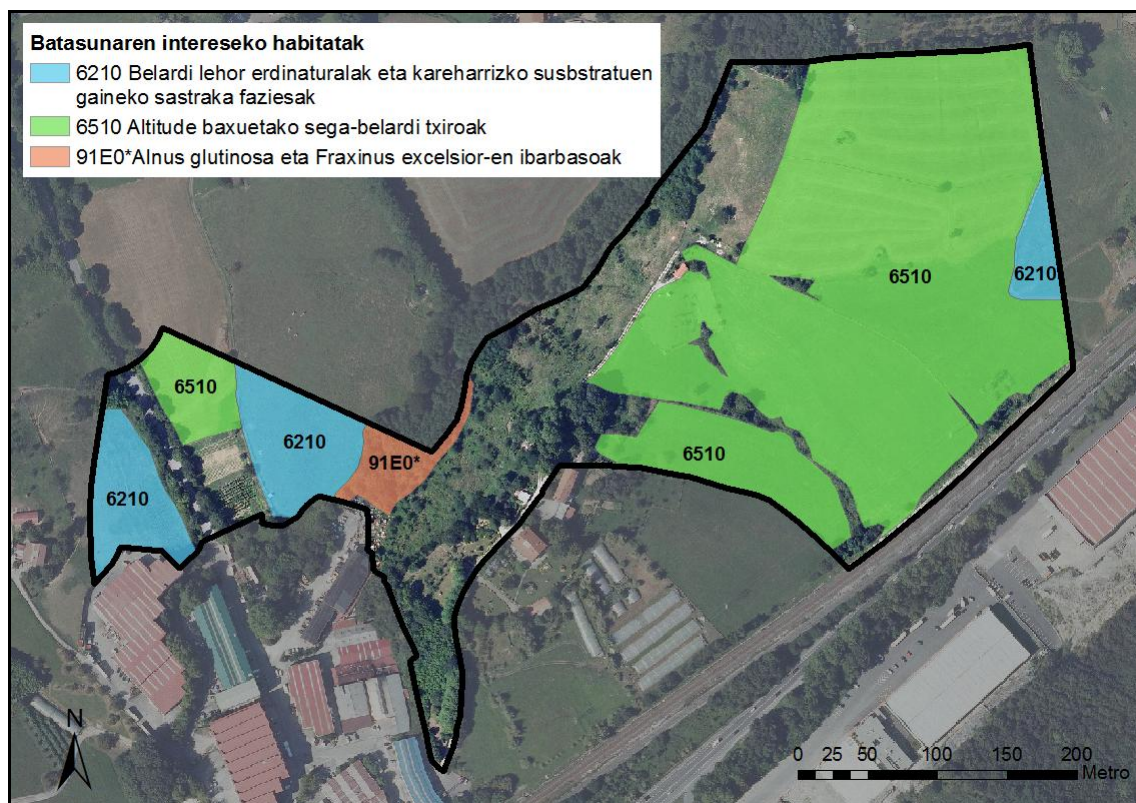 Batasunaren intereseko habitatak
6210 Belardi lehor erdinaturalak eta kareharrizko susbstratuen
gaineko sastraka faziesak
6510 Altitude baxuetako sega-belardi txiroak
91E0*Alnus glutinosa eta Fraxinus excelsior-en ibarbasoak
6510
6210
6510
6210
91E0*
6510
6210
N
0 25 50 100 150 200
Metro